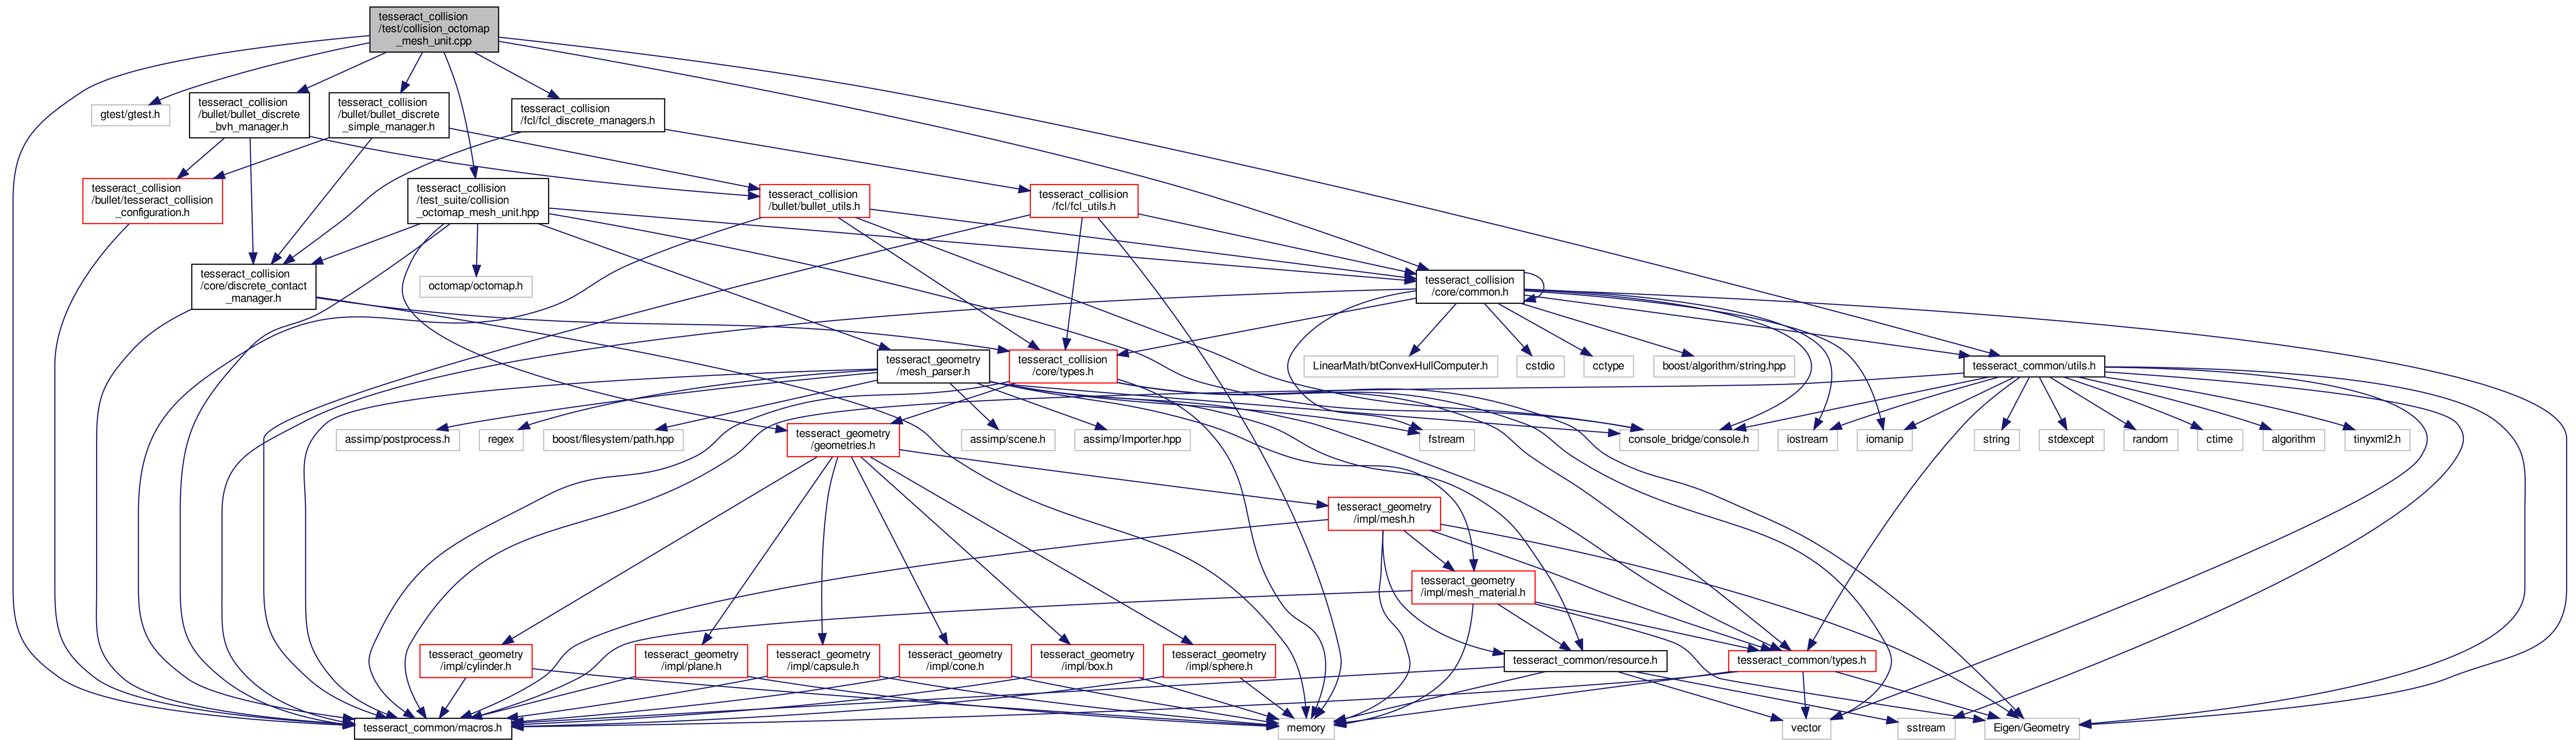 tesseract_collision
/test/collision_octomap
_mesh_unit.cpp
gtest/gtest.h
tesseract_collision
/bullet/bullet_discrete
_bvh_manager.h
tesseract_collision
/bullet/bullet_discrete
_simple_manager.h
tesseract_collision
/fcl/fcl_discrete_managers.h
tesseract_collision
/bullet/tesseract_collision
_configuration.h
tesseract_collision
/test_suite/collision
_octomap_mesh_unit.hpp
tesseract_collision
/bullet/bullet_utils.h
tesseract_collision
/fcl/fcl_utils.h
tesseract_collision
/core/discrete_contact
_manager.h
octomap/octomap.h
tesseract_collision
/core/common.h
tesseract_geometry
/mesh_parser.h
tesseract_collision
/core/types.h
LinearMath/btConvexHullComputer.h
cstdio
cctype
boost/algorithm/string.hpp
tesseract_common/utils.h
assimp/postprocess.h
regex
boost/filesystem/path.hpp
tesseract_geometry
/geometries.h
assimp/scene.h
assimp/Importer.hpp
fstream
console_bridge/console.h
iostream
iomanip
string
stdexcept
random
ctime
algorithm
tinyxml2.h
tesseract_geometry
/impl/mesh.h
tesseract_geometry
/impl/mesh_material.h
tesseract_geometry
/impl/cylinder.h
tesseract_geometry
/impl/plane.h
tesseract_geometry
/impl/capsule.h
tesseract_geometry
/impl/cone.h
tesseract_geometry
/impl/box.h
tesseract_geometry
/impl/sphere.h
tesseract_common/resource.h
tesseract_common/types.h
tesseract_common/macros.h
memory
vector
sstream
Eigen/Geometry